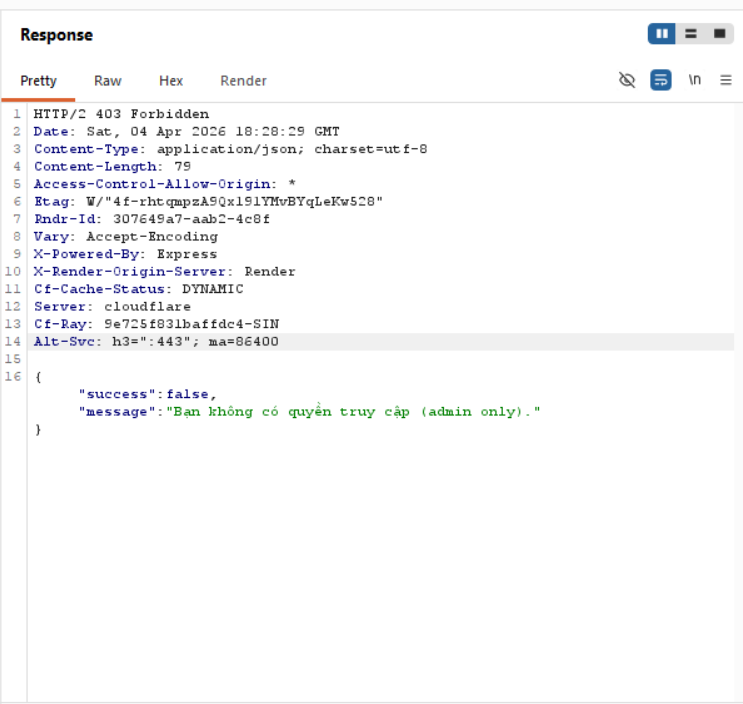 Response
Pretty Raw Hex Render \n
1 HTTP/2 403 Forbidden
2 Date: Sat, 04 Apr 2026 18:28:29 GMT
3 Content-Type: application/json; charset=utf-8
4 Content-Length: 79
5 Access-Control-Allow-Origin: *
6 Etag: W/"4f-rhtqmpzA9Qxl9lYMvBYqLeKw528"
7 Rndr-Id: 307649a7-aab2-4c8f
8 Vary: Accept-Encoding
9 X-Powered-By: Express
10 X-Render-Origin-Server: Render
11 Cf-Cache-Status: DYNAMIC
12 Server: cloudflare
13 Cf-Ray: 9e725f831baffdc4-SIN
14 Alt-Svc: h3=":443"; ma=86400
15
16 {
"success":false,
"message":"Bạn không có quyền truy cập (admin only)."
}